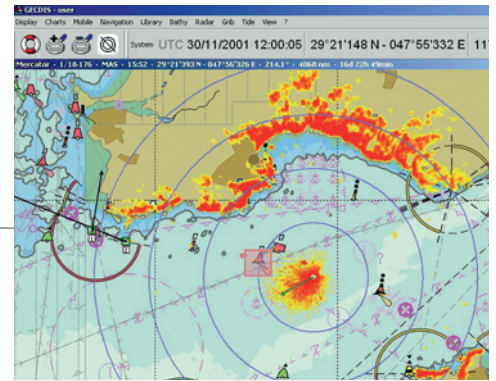 GECDIS - user
Display Charts Mobile Navigation Library Bathy Radar Grib Tide View ?
System UTC 30/11/2001 12:00:05 29°21'148 N - 047°55'332 E 11
Mercator - 1/10-176 - MAS - 15:52 - 29°21'393 N - 047°56'326 E - 214.1° - 4060 nm - 16d 22h 49min